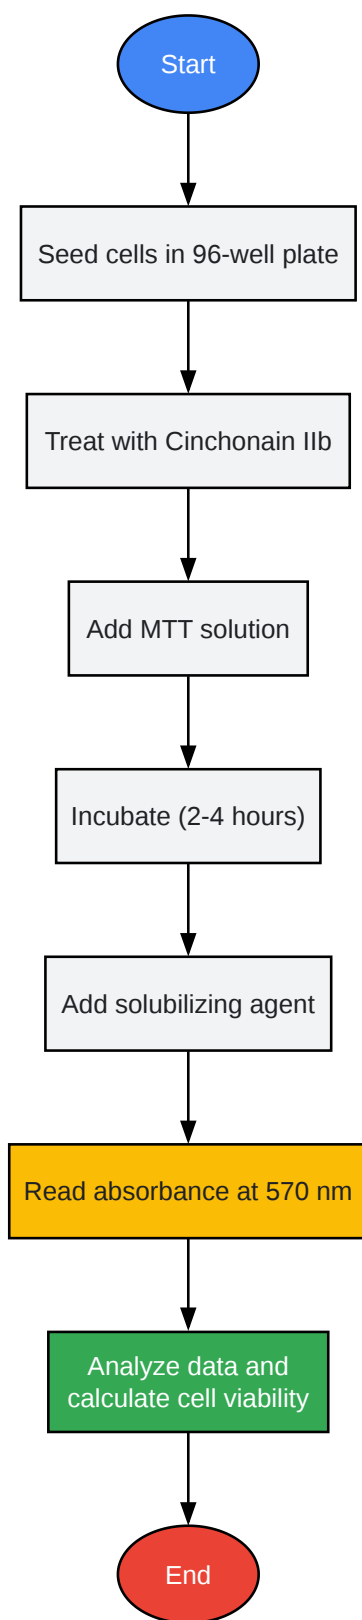 Start
Seed cells in 96-well plate
Treat with Cinchonain IIb
Add MTT solution
Incubate (2-4 hours)
Add solubilizing agent
Read absorbance at 570 nm
Analyze data and
calculate cell viability
End